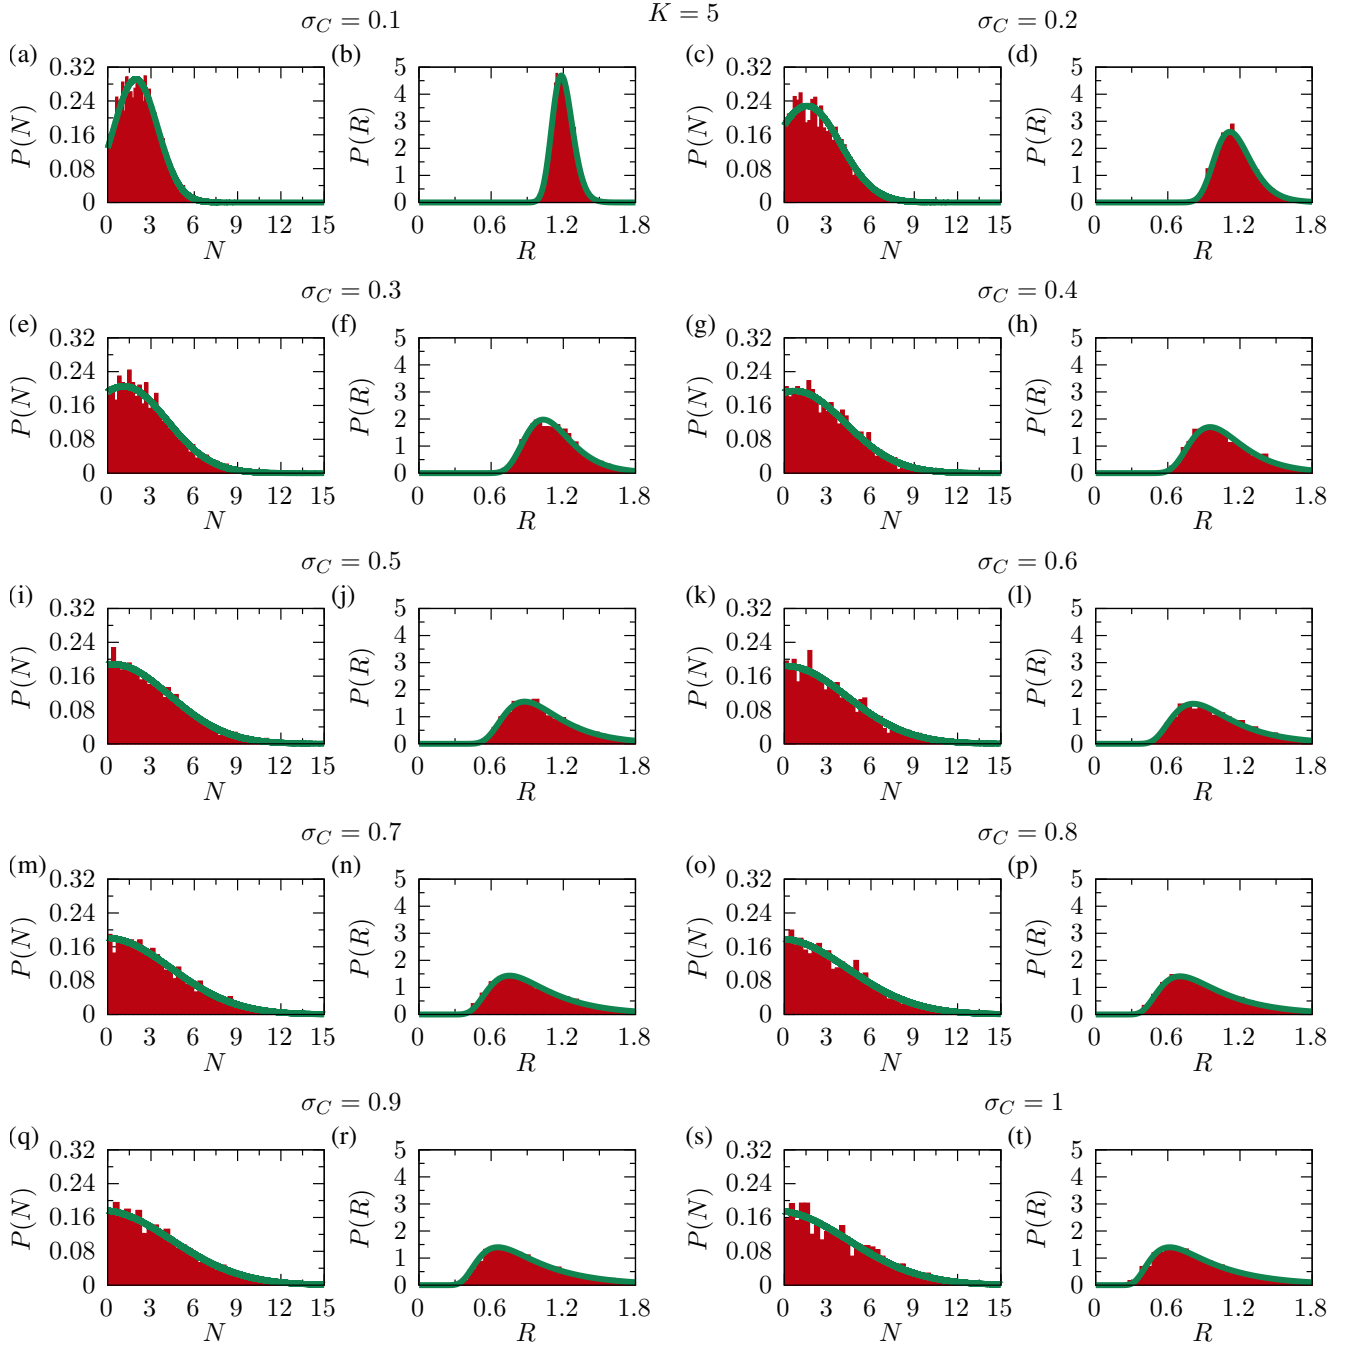 σ_C = 0.1 K = 5 σ_C = 0.2
(a) (b) (c) (d)
P(N) 0.32 0.24 0.16 0.08 0
0 3 6 9 12 15
N
P(R) 5 4 3 2 1 0
0 0.6 1.2 1.8
R
P(N) 0.32 0.24 0.16 0.08 0
0 3 6 9 12 15
N
P(R) 5 4 3 2 1 0
0 0.6 1.2 1.8
R
σ_C = 0.3 σ_C = 0.4
(e) (f) (g) (h)
P(N) 0.32 0.24 0.16 0.08 0
0 3 6 9 12 15
N
P(R) 5 4 3 2 1 0
0 0.6 1.2 1.8
R
P(N) 0.32 0.24 0.16 0.08 0
0 3 6 9 12 15
N
P(R) 5 4 3 2 1 0
0 0.6 1.2 1.8
R
σ_C = 0.5 σ_C = 0.6
(i) (j) (k) (l)
P(N) 0.32 0.24 0.16 0.08 0
0 3 6 9 12 15
N
P(R) 5 4 3 2 1 0
0 0.6 1.2 1.8
R
P(N) 0.32 0.24 0.16 0.08 0
0 3 6 9 12 15
N
P(R) 5 4 3 2 1 0
0 0.6 1.2 1.8
R
σ_C = 0.7 σ_C = 0.8
(m) (n) (o) (p)
P(N) 0.32 0.24 0.16 0.08 0
0 3 6 9 12 15
N
P(R) 5 4 3 2 1 0
0 0.6 1.2 1.8
R
P(N) 0.32 0.24 0.16 0.08 0
0 3 6 9 12 15
N
P(R) 5 4 3 2 1 0
0 0.6 1.2 1.8
R
σ_C = 0.9 σ_C = 1
(q) (r) (s) (t)
P(N) 0.32 0.24 0.16 0.08 0
0 3 6 9 12 15
N
P(R) 5 4 3 2 1 0
0 0.6 1.2 1.8
R
P(N) 0.32 0.24 0.16 0.08 0
0 3 6 9 12 15
N
P(R) 5 4 3 2 1 0
0 0.6 1.2 1.8
R